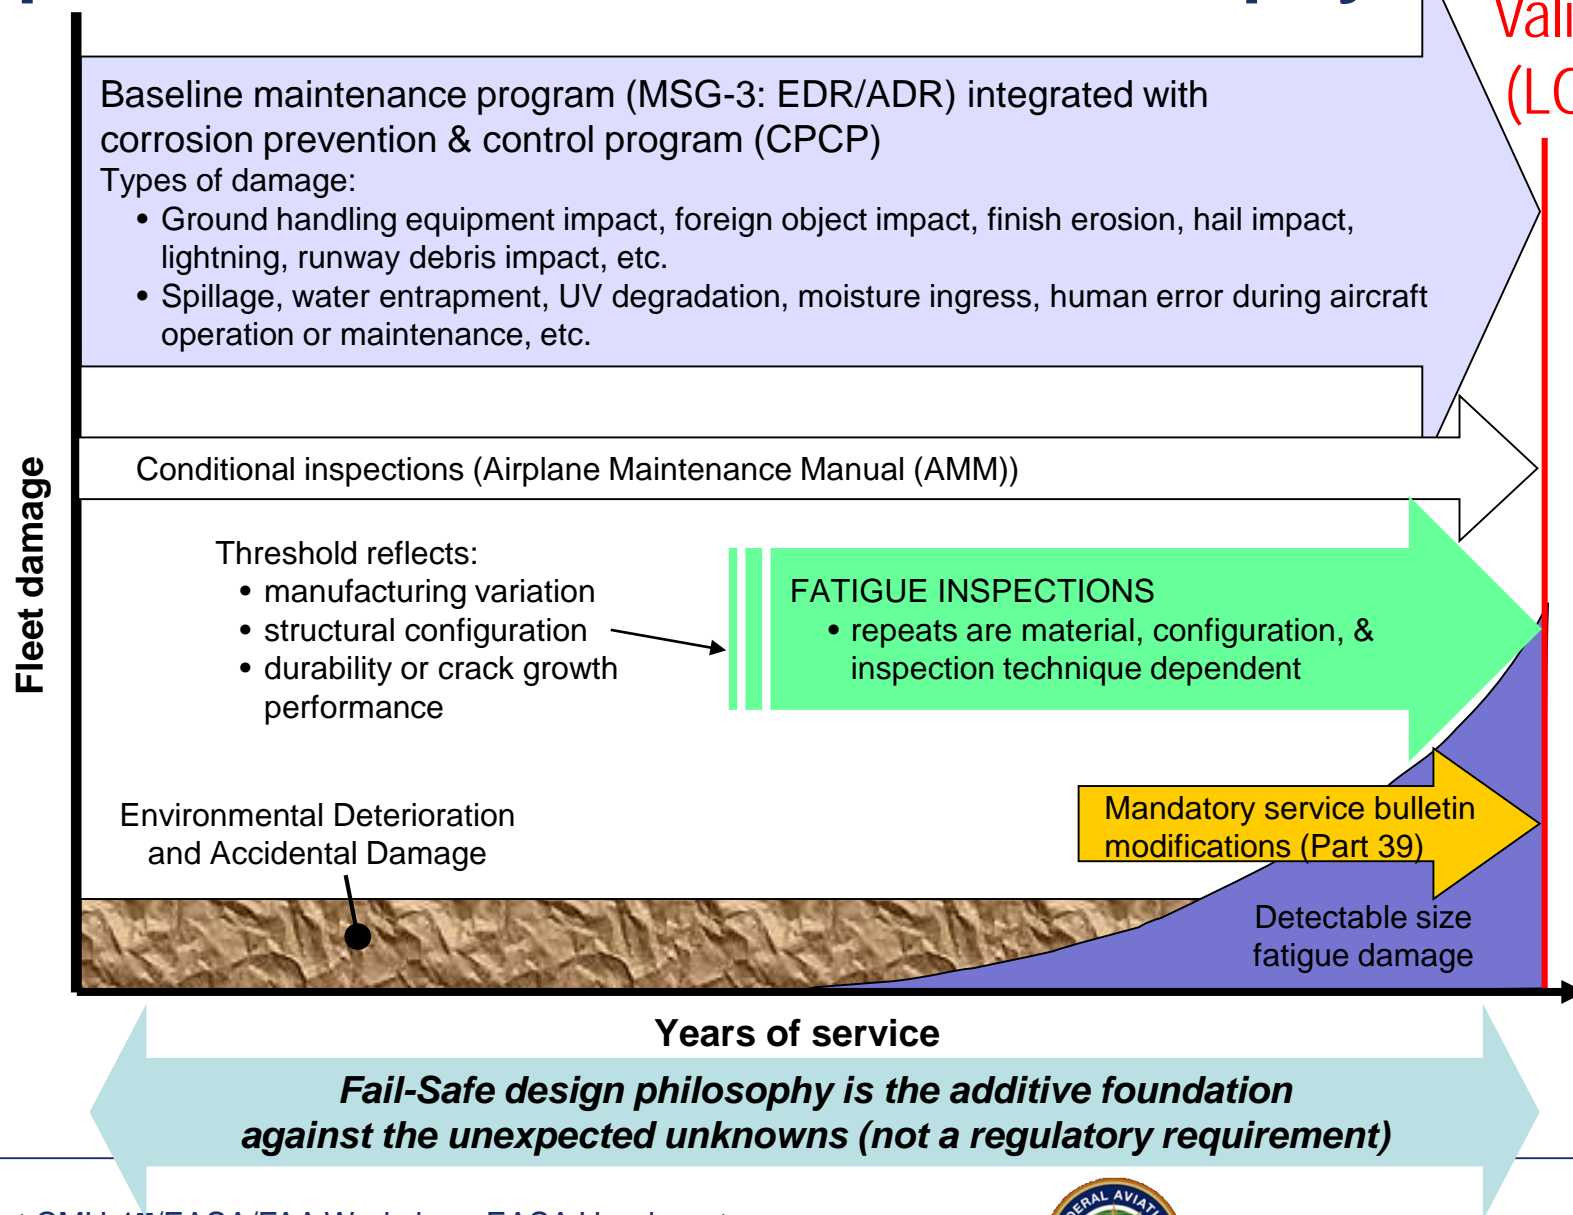 Baseline maintenance program (MSG-3: EDR/ADR) integrated with
corrosion prevention & control program (CPCP)
Types of damage:
• Ground handling equipment impact, foreign object impact, finish erosion, hail impact,
lightning, runway debris impact, etc.
• Spillage, water entrapment, UV degradation, moisture ingress, human error during aircraft
operation or maintenance, etc.
Conditional inspections (Airplane Maintenance Manual (AMM))
Threshold reflects:
• manufacturing variation
• structural configuration
• durability or crack growth
performance
FATIGUE INSPECTIONS
• repeats are material, configuration, &
inspection technique dependent
Fleet damage
Environmental Deterioration
and Accidental Damage
Mandatory service bulletin
modifications (Part 39)
Detectable size
fatigue damage
Years of service
Fail-Safe design philosophy is the additive foundation
against the unexpected unknowns (not a regulatory requirement)